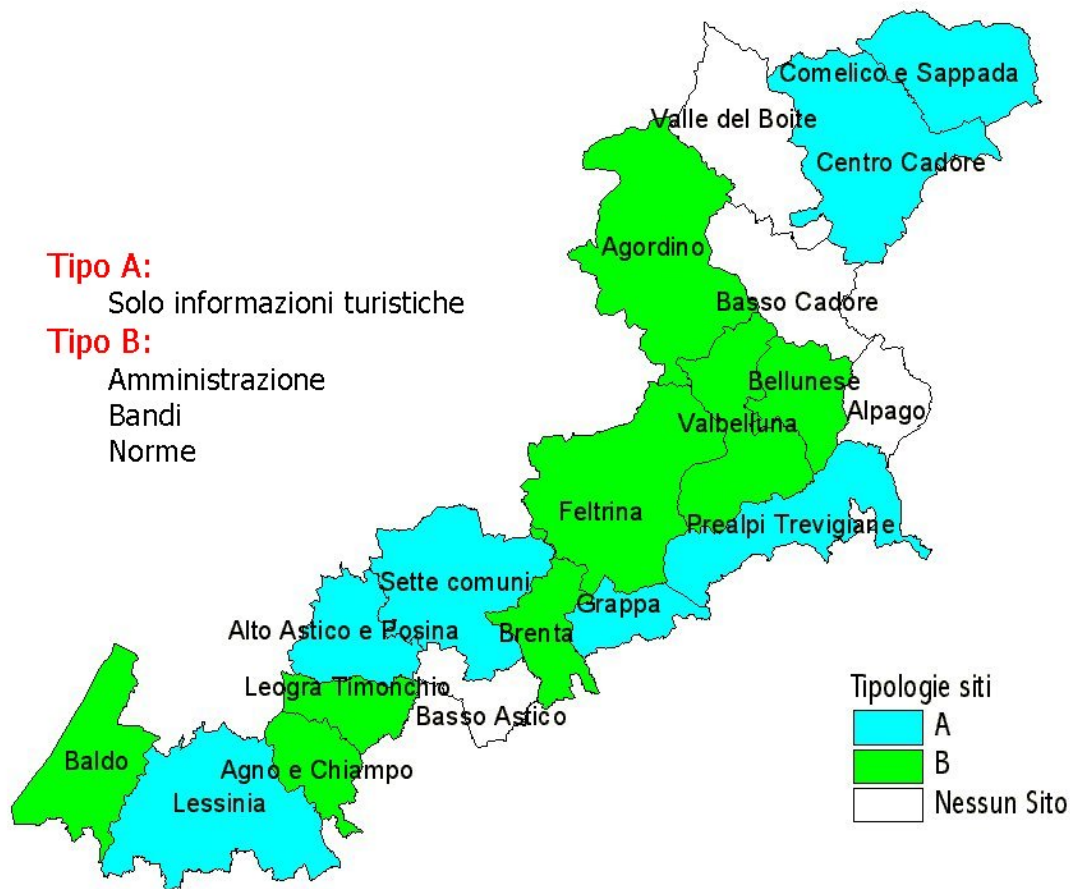 Comelico e Sappada
Valle del Boite
Centro Cadore
Agordino
Tipo A:
Solo informazioni turistiche
Basso Cadore
Tipo B:
Amministrazione
Bellunese
Bandi
Alpago
Valbelluna
Norme
Feltrina
Prealpi Trevigiane
Sette comuni
Grappa
Alto Astico e Posina
Brenta
Leogra Timonchio
Tipologie siti
Basso Astico
A
Baldo
B
Agno e Chiampo
Lessinia
Nessun Sito